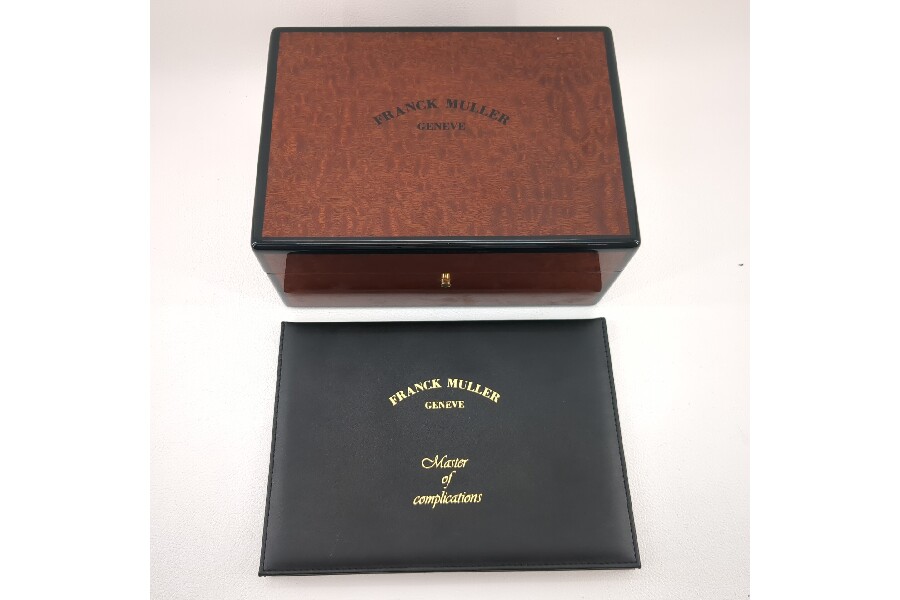 FRANCK MULLER
GENEVE
FRANCK MULLER
GENEVE
Master
of
complications